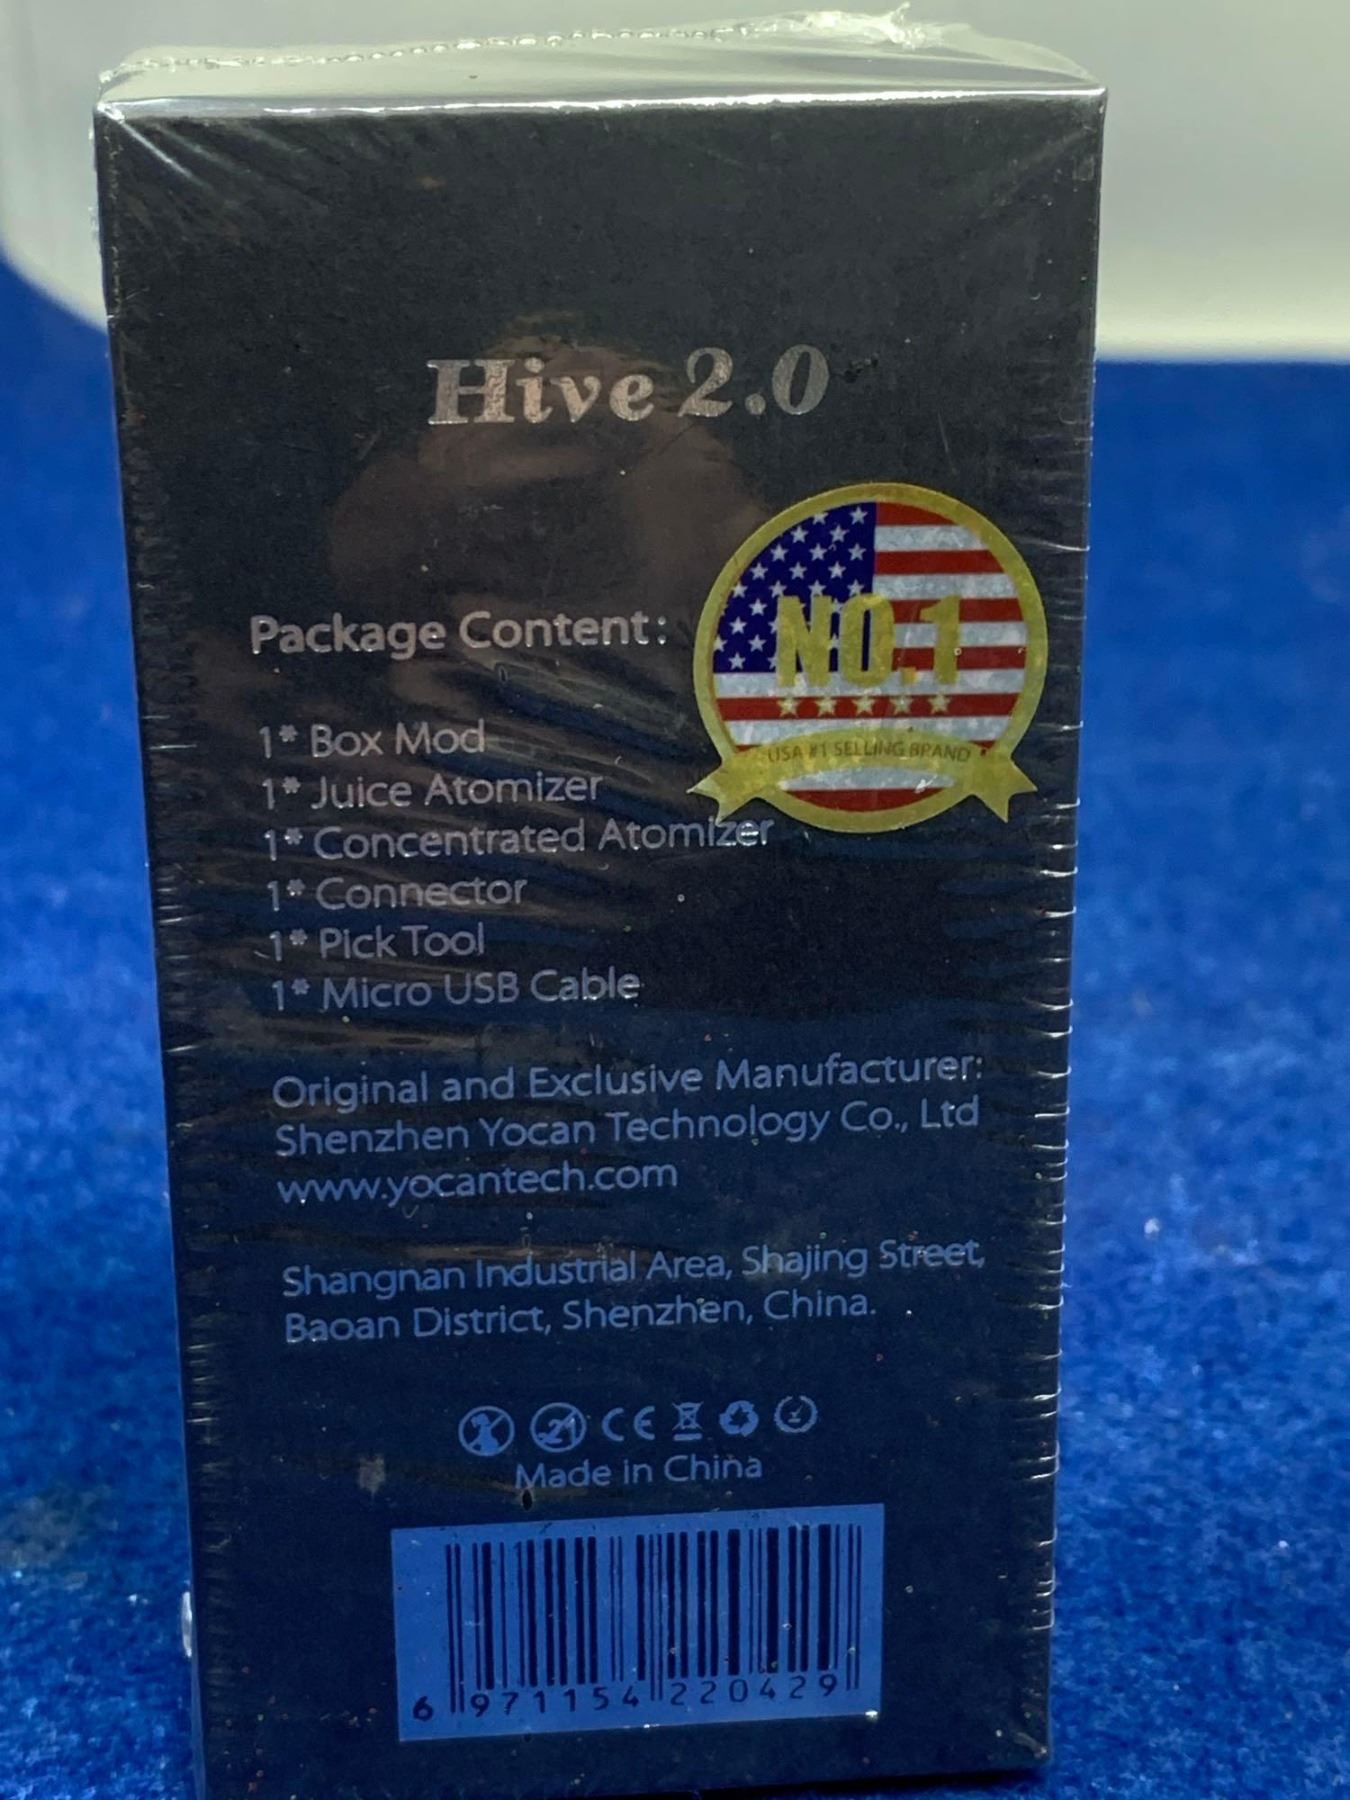 Hive 2.0
NO.1
USA #1 SELLING BRAND
Package Content:
1* Box Mod
1* Juice Atomizer
1* Concentrated Atomizer
1* Connector
1* Pick Tool
1* Micro USB Cable
Original and Exclusive Manufacturer:
Shenzhen Yocan Technology Co., Ltd
www.yocantech.com
Shangnan Industrial Area, Shajing Street,
Baoan District, Shenzhen, China.
21 CE
Made in China
6 971154 220429